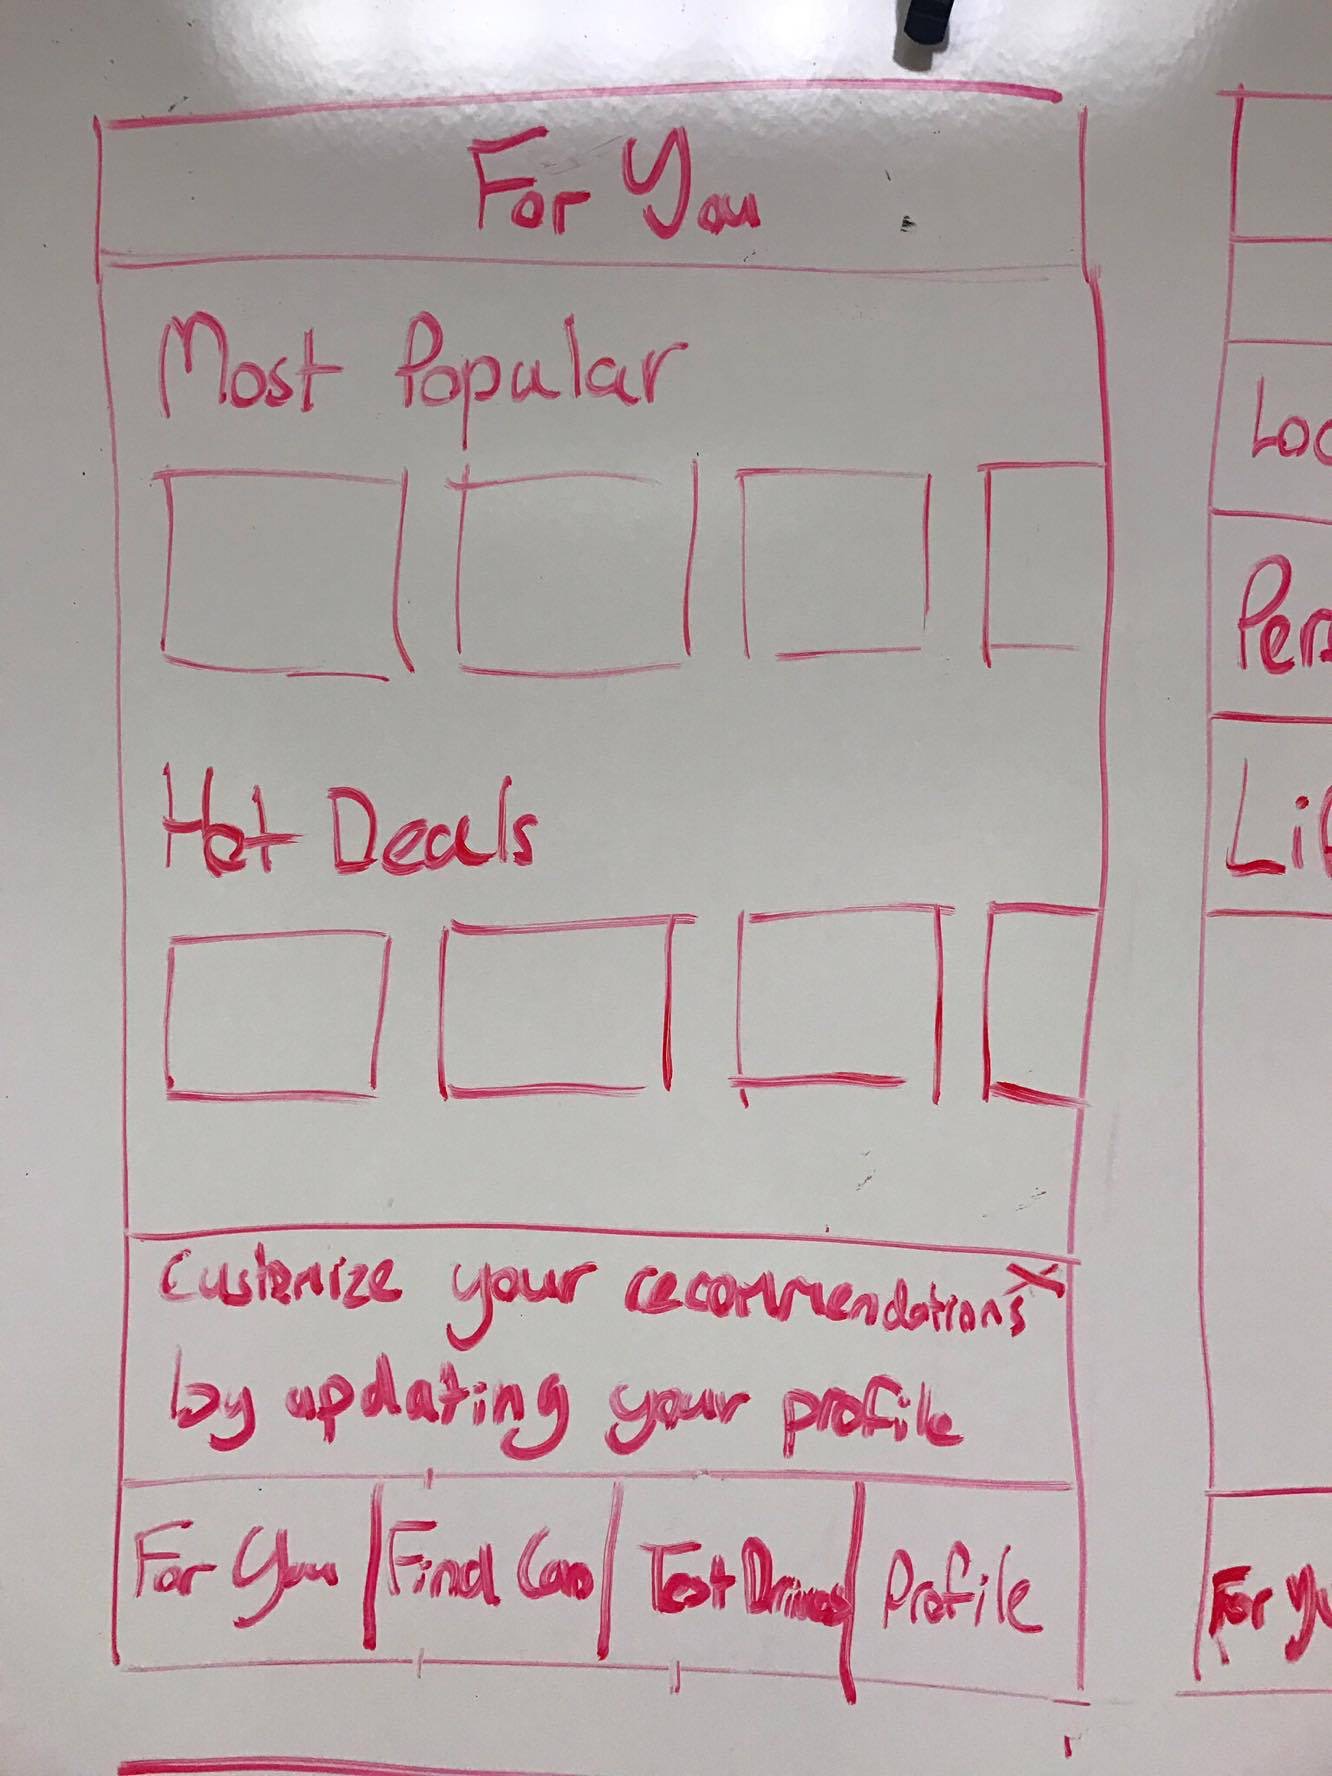 For You
Most Popular
Hot Deals
Customize your recommendations X
by updating your profile
For You
Find Cars
Test Drives
Profile
Loc
Pers
Lif
For Yo